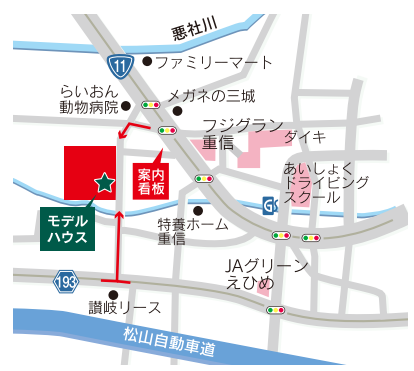 悪社川
11
ファミリーマート
らいおん
動物病院
メガネの三城
フジグラン
重信
ダイキ
案内
看板
あいしょく
ドライビング
スクール
モデル
ハウス
特養ホーム
重信
GS
JAグリーン
えひめ
193
讃岐リース
松山自動車道